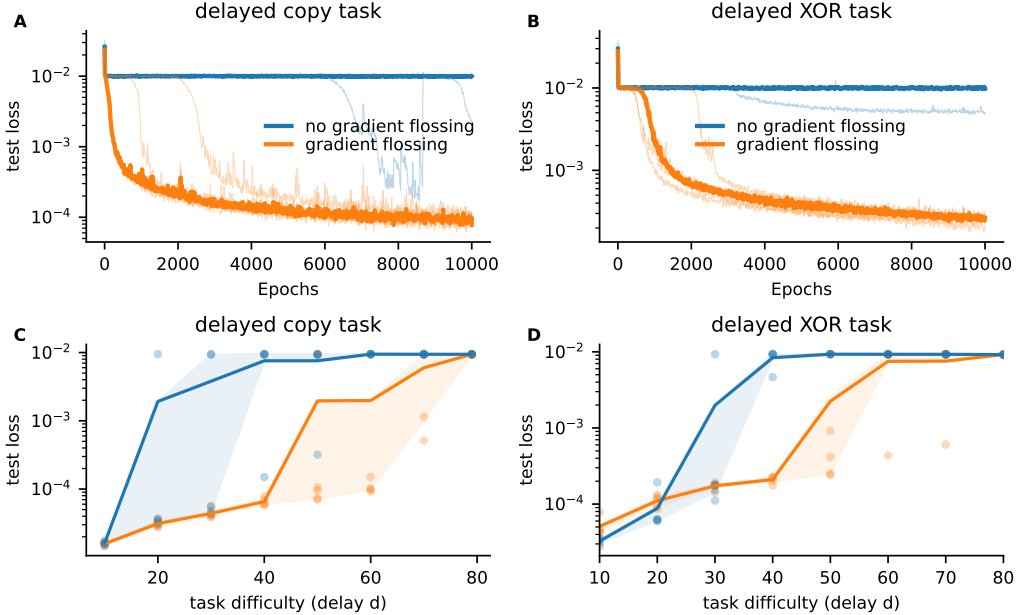 A
delayed copy task
test loss
10⁻²
10⁻³
10⁻⁴
no gradient flossing
gradient flossing
0 2000 4000 6000 8000 10000
Epochs
B
delayed XOR task
test loss
10⁻²
10⁻³
no gradient flossing
gradient flossing
0 2000 4000 6000 8000 10000
Epochs
C
delayed copy task
test loss
10⁻²
10⁻³
10⁻⁴
20 40 60 80
task difficulty (delay d)
D
delayed XOR task
test loss
10⁻²
10⁻³
10⁻⁴
10 20 30 40 50 60 70 80
task difficulty (delay d)